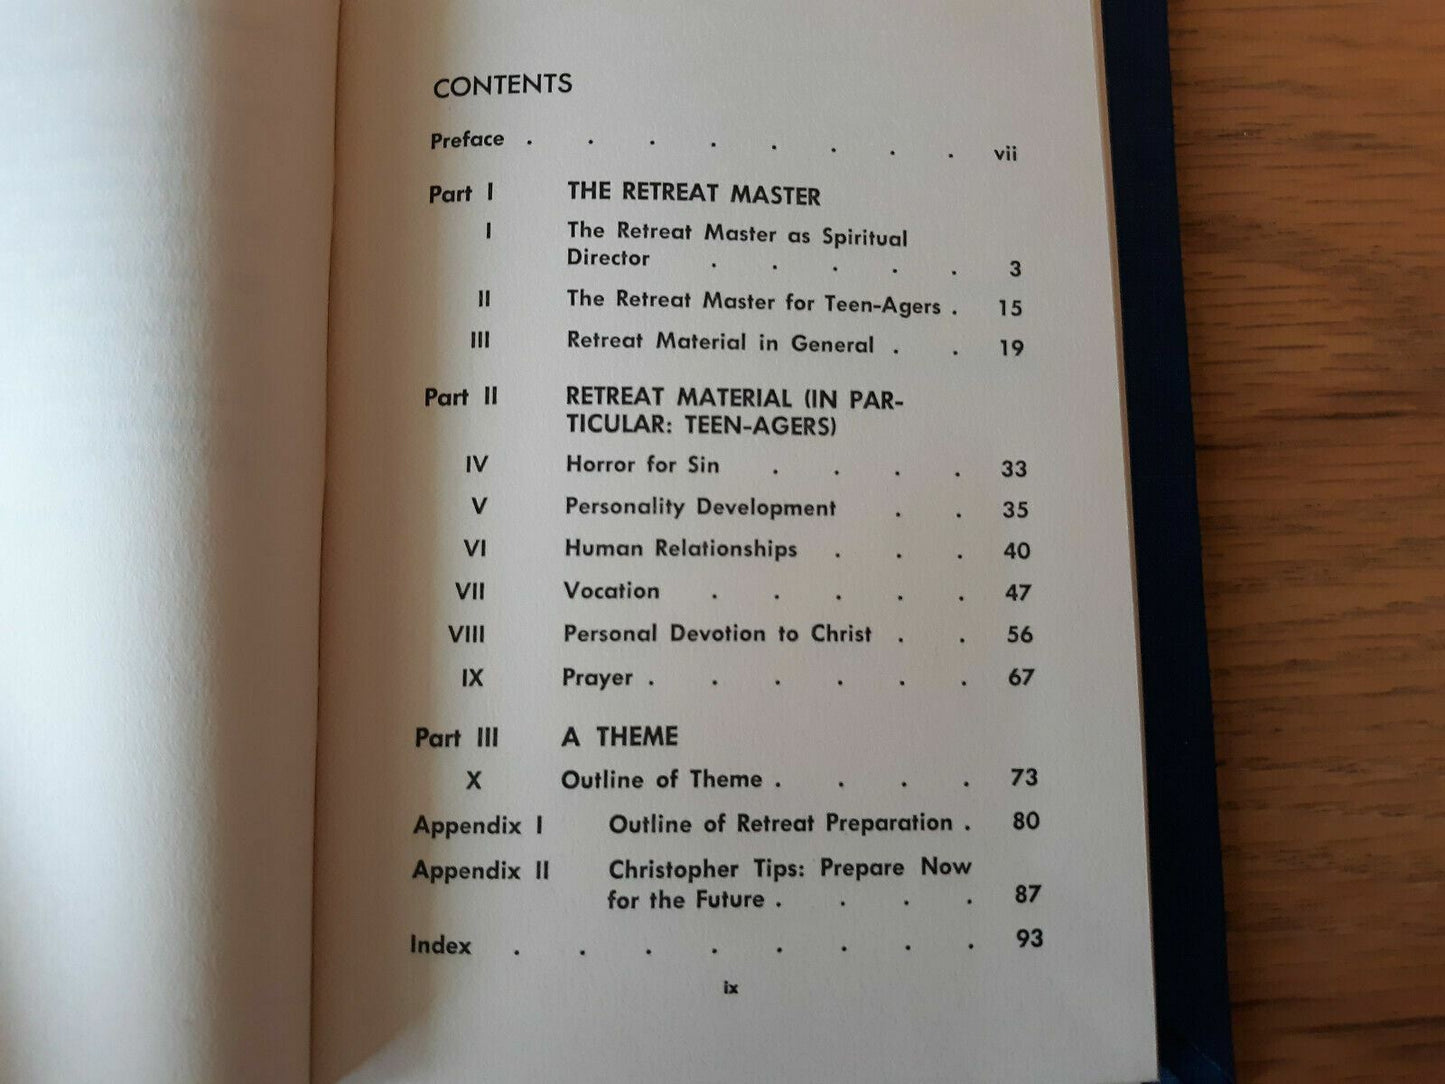 CONTENTS
Preface . . . . . . . . vii
Part I THE RETREAT MASTER
I The Retreat Master as Spiritual
Director . . . . . 3
II The Retreat Master for Teen-Agers . 15
III Retreat Material in General . . 19
Part II RETREAT MATERIAL (IN PAR-
TICULAR: TEEN-AGERS)
IV Horror for Sin . . . . 33
V Personality Development . . 35
VI Human Relationships . . . 40
VII Vocation . . . . . 47
VIII Personal Devotion to Christ . . 56
IX Prayer . . . . . . 67
Part III A THEME
X Outline of Theme . . . . 73
Appendix I Outline of Retreat Preparation . 80
Appendix II Christopher Tips: Prepare Now
for the Future . . . . 87
Index . . . . . . . . 93
ix